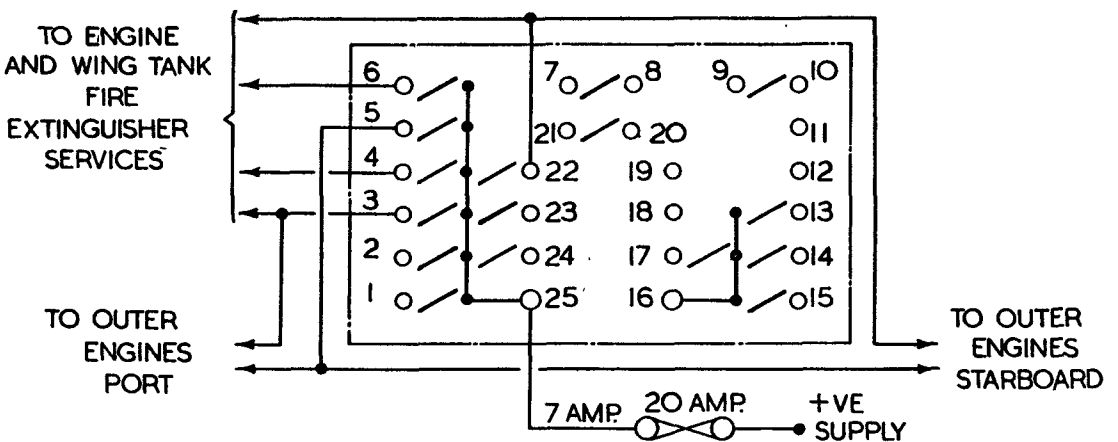 TO ENGINE
AND WING TANK
FIRE
EXTINGUISHER
SERVICES
6
5
4
3
2
1
7
8
9
10
21
20
11
22
19
12
23
18
13
24
17
14
25
16
15
TO OUTER
ENGINES
PORT
TO OUTER
ENGINES
STARBOARD
7 AMP.
20 AMP.
+VE
SUPPLY